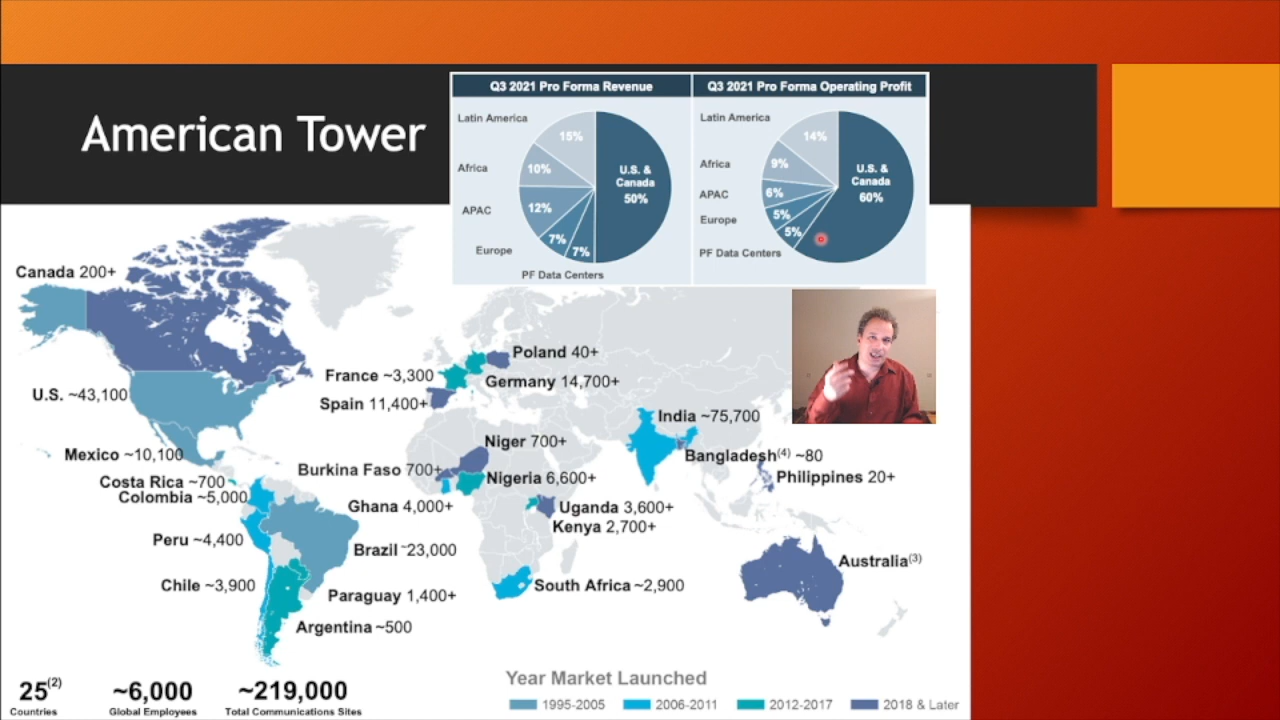 American Tower
Q3 2021 Pro Forma Revenue
Latin America
15%
Africa
10%
U.S. &
Canada
50%
APAC
12%
Europe
7%
7%
PF Data Centers
Q3 2021 Pro Forma Operating Profit
Latin America
14%
Africa
9%
U.S. &
Canada
60%
APAC
6%
Europe
5%
5%
PF Data Centers
Canada 200+
U.S. ~43,100
Mexico ~10,100
Costa Rica ~700
Colombia ~5,000
Peru ~4,400
Chile ~3,900
Brazil ~23,000
Paraguay 1,400+
Argentina ~500
Poland 40+
France ~3,300
Germany 14,700+
Spain 11,400+
Niger 700+
Burkina Faso 700+
Nigeria 6,600+
Ghana 4,000+
Uganda 3,600+
Kenya 2,700+
South Africa ~2,900
India ~75,700
Bangladesh(4) ~80
Philippines 20+
Australia(3)
25(2)
Countries
~6,000
Global Employees
~219,000
Total Communications Sites
Year Market Launched
1995-2005
2006-2011
2012-2017
2018 & Later